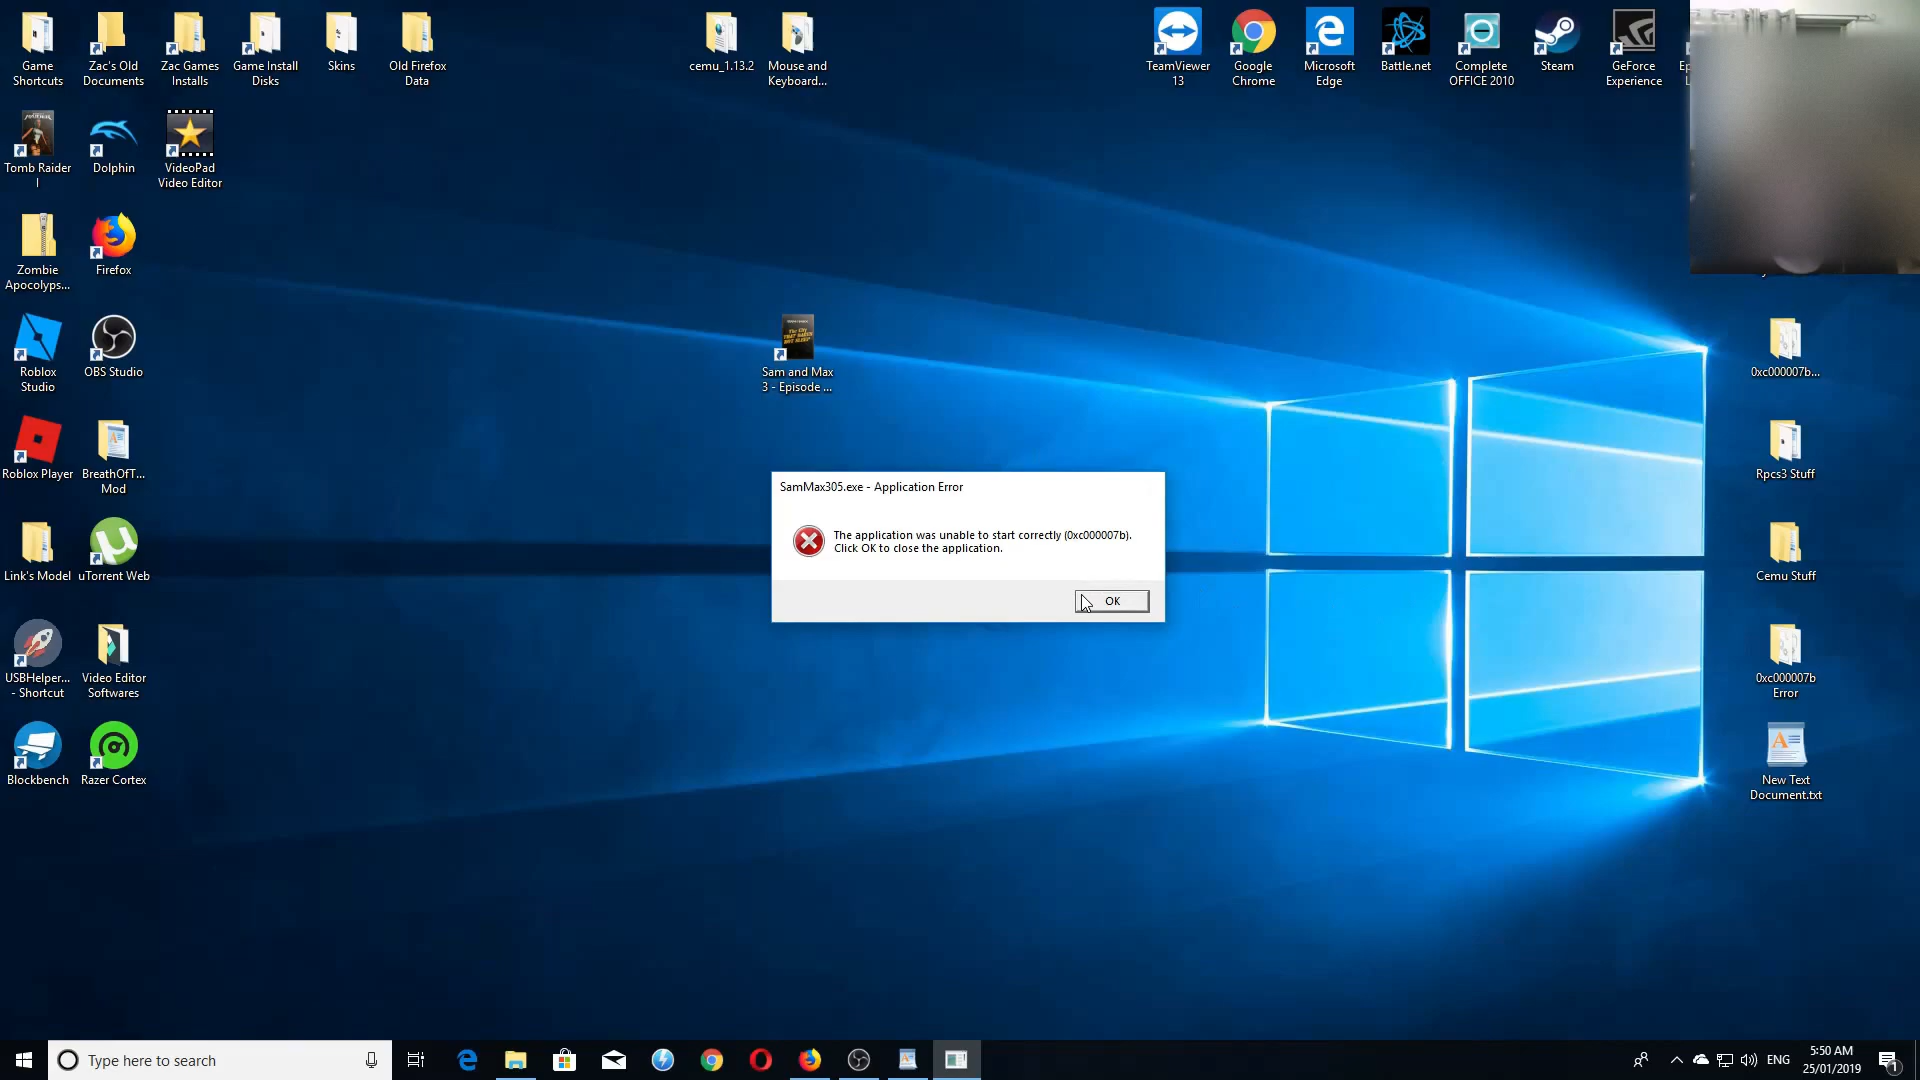 Game
Shortcuts
Zac's Old
Documents
Zac Games
Installs
Game Install
Disks
Skins
Old Firefox
Data
cemu_1.13.2
Mouse and
Keyboard...
TeamViewer
13
Google
Chrome
Microsoft
Edge
Battle.net
Complete
OFFICE 2010
Steam
GeForce
Experience
Tomb Raider
I
Dolphin
VideoPad
Video Editor
Zombie
Apocolyps...
Firefox
Roblox
Studio
OBS Studio
Sam and Max
3 - Episode ...
0xc000007b...
Roblox Player
BreathOfT...
Mod
Rpcs3 Stuff
SamMax305.exe - Application Error
The application was unable to start correctly (0xc000007b).
Click OK to close the application.
OK
Link's Model
uTorrent Web
Cemu Stuff
USBHelper...
- Shortcut
Video Editor
Softwares
0xc000007b
Error
Blockbench
Razer Cortex
New Text
Document.txt
Type here to search
ENG
5:50 AM
25/01/2019
1